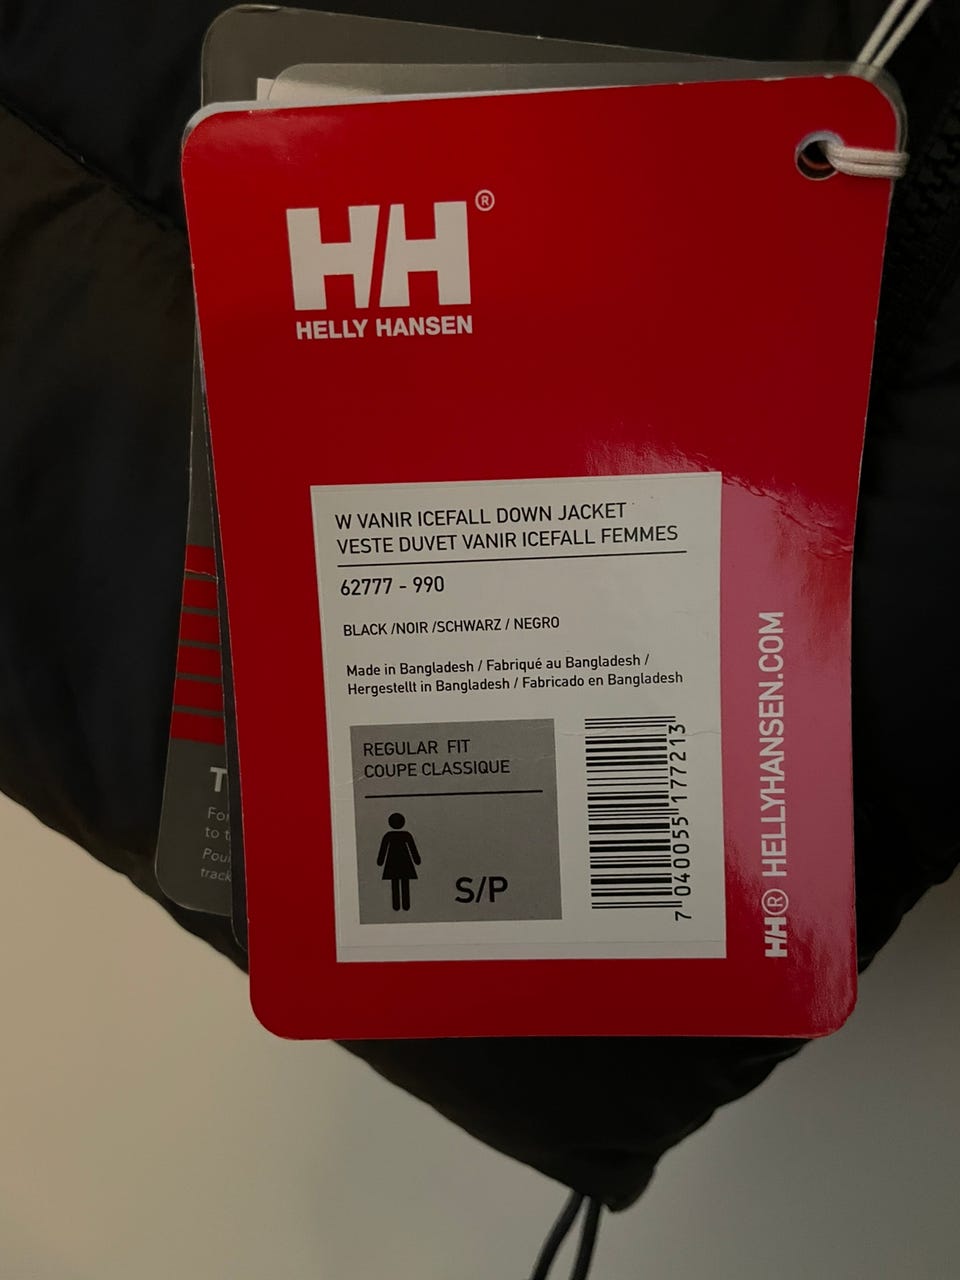 HH®
HELLY HANSEN
W VANIR ICEFALL DOWN JACKET
VESTE DUVET VANIR ICEFALL FEMMES
62777 - 990
BLACK /NOIR /SCHWARZ / NEGRO
Made in Bangladesh / Fabriqué au Bangladesh /
Hergestellt in Bangladesh / Fabricado en Bangladesh
REGULAR FIT
COUPE CLASSIQUE
S/P
7 040055 177213
HH® HELLYHANSEN.COM
T
to t
track